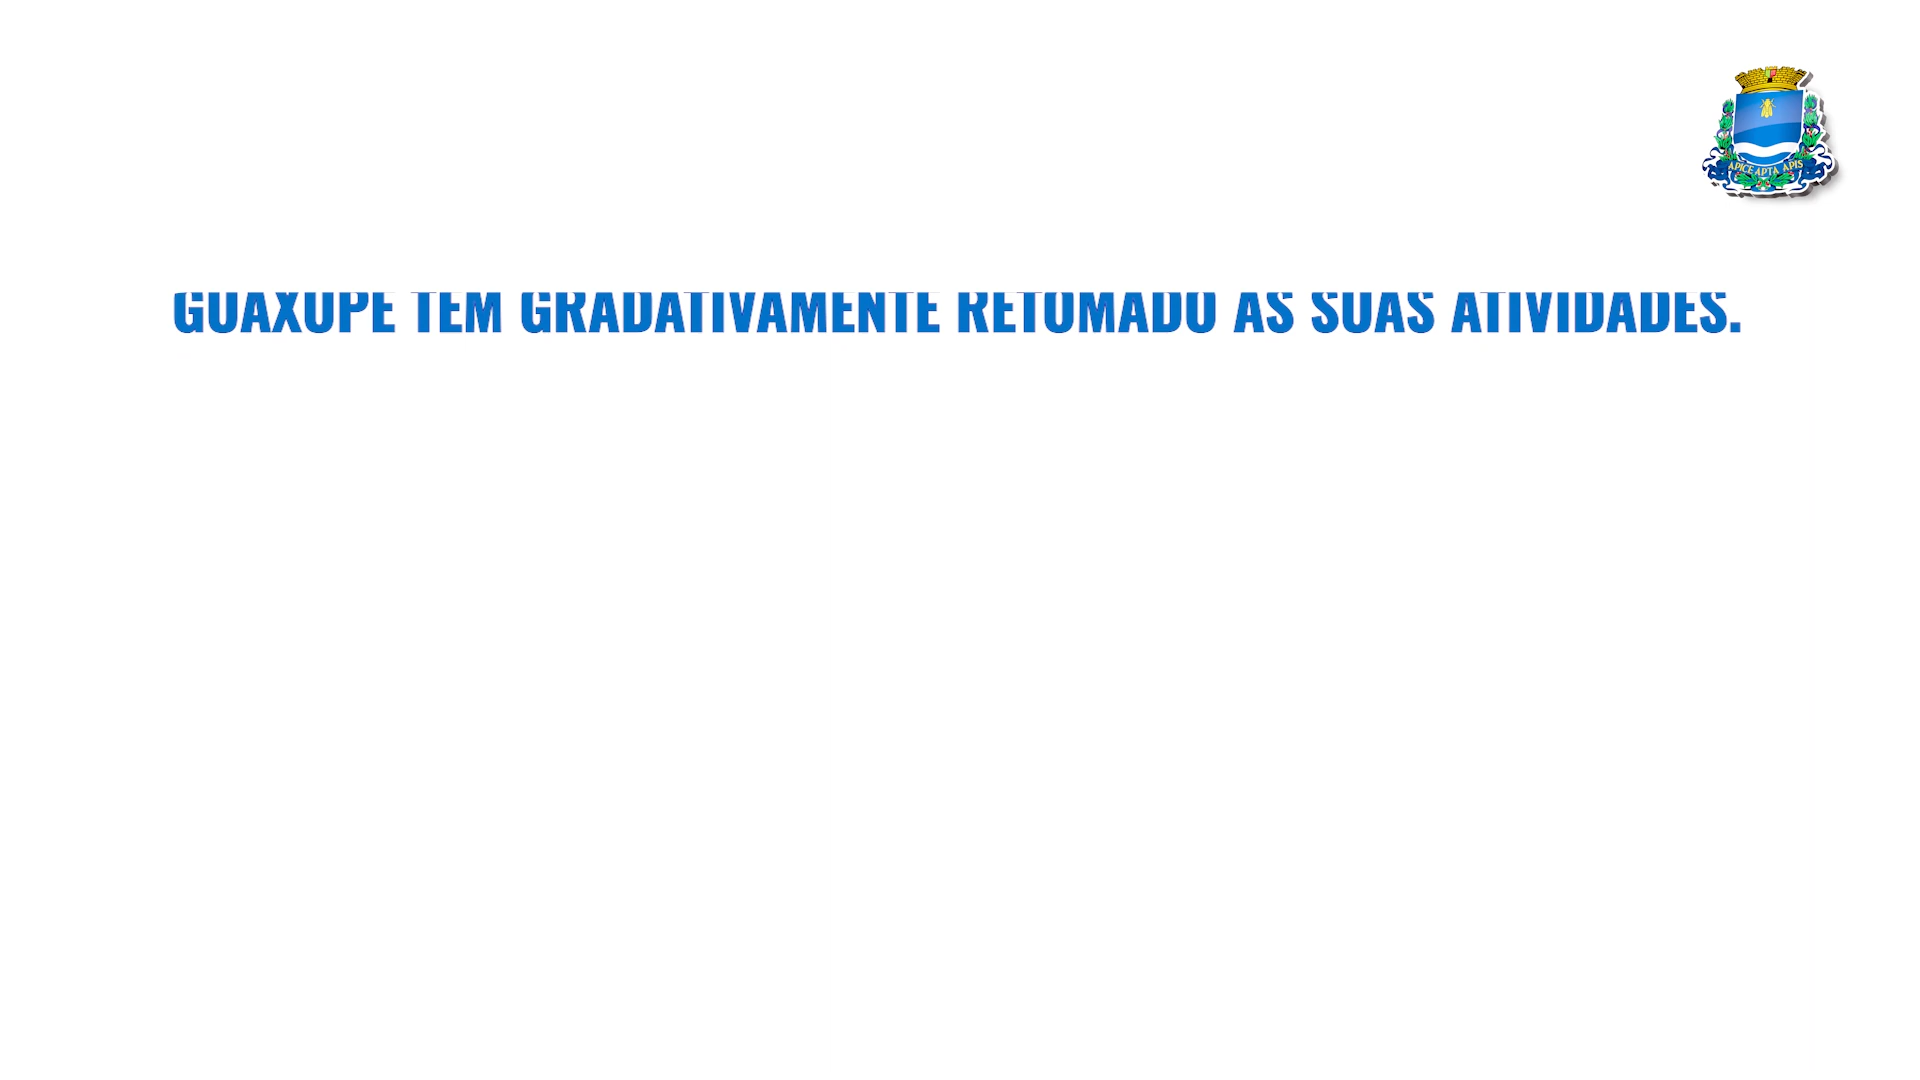 APICE APTA APIS
GUAXUPÉ TEM GRADATIVAMENTE RETOMADO AS SUAS ATIVIDADES.